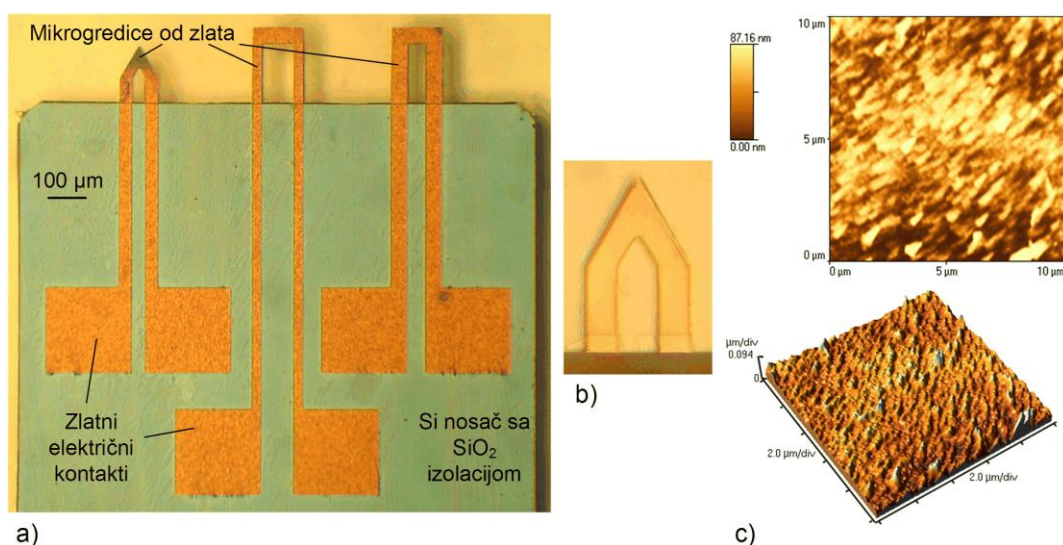 Mikrogredice od zlata
100 µm
Zlatni
električni
kontakti
Si nosač sa
SiO₂
izolacijom
a)
b)
87.16 nm
0.00 nm
10 µm
5 µm
0 µm
0 µm
5 µm
10 µm
µm/div
0.094
0
2.0 µm/div
2.0 µm/div
c)